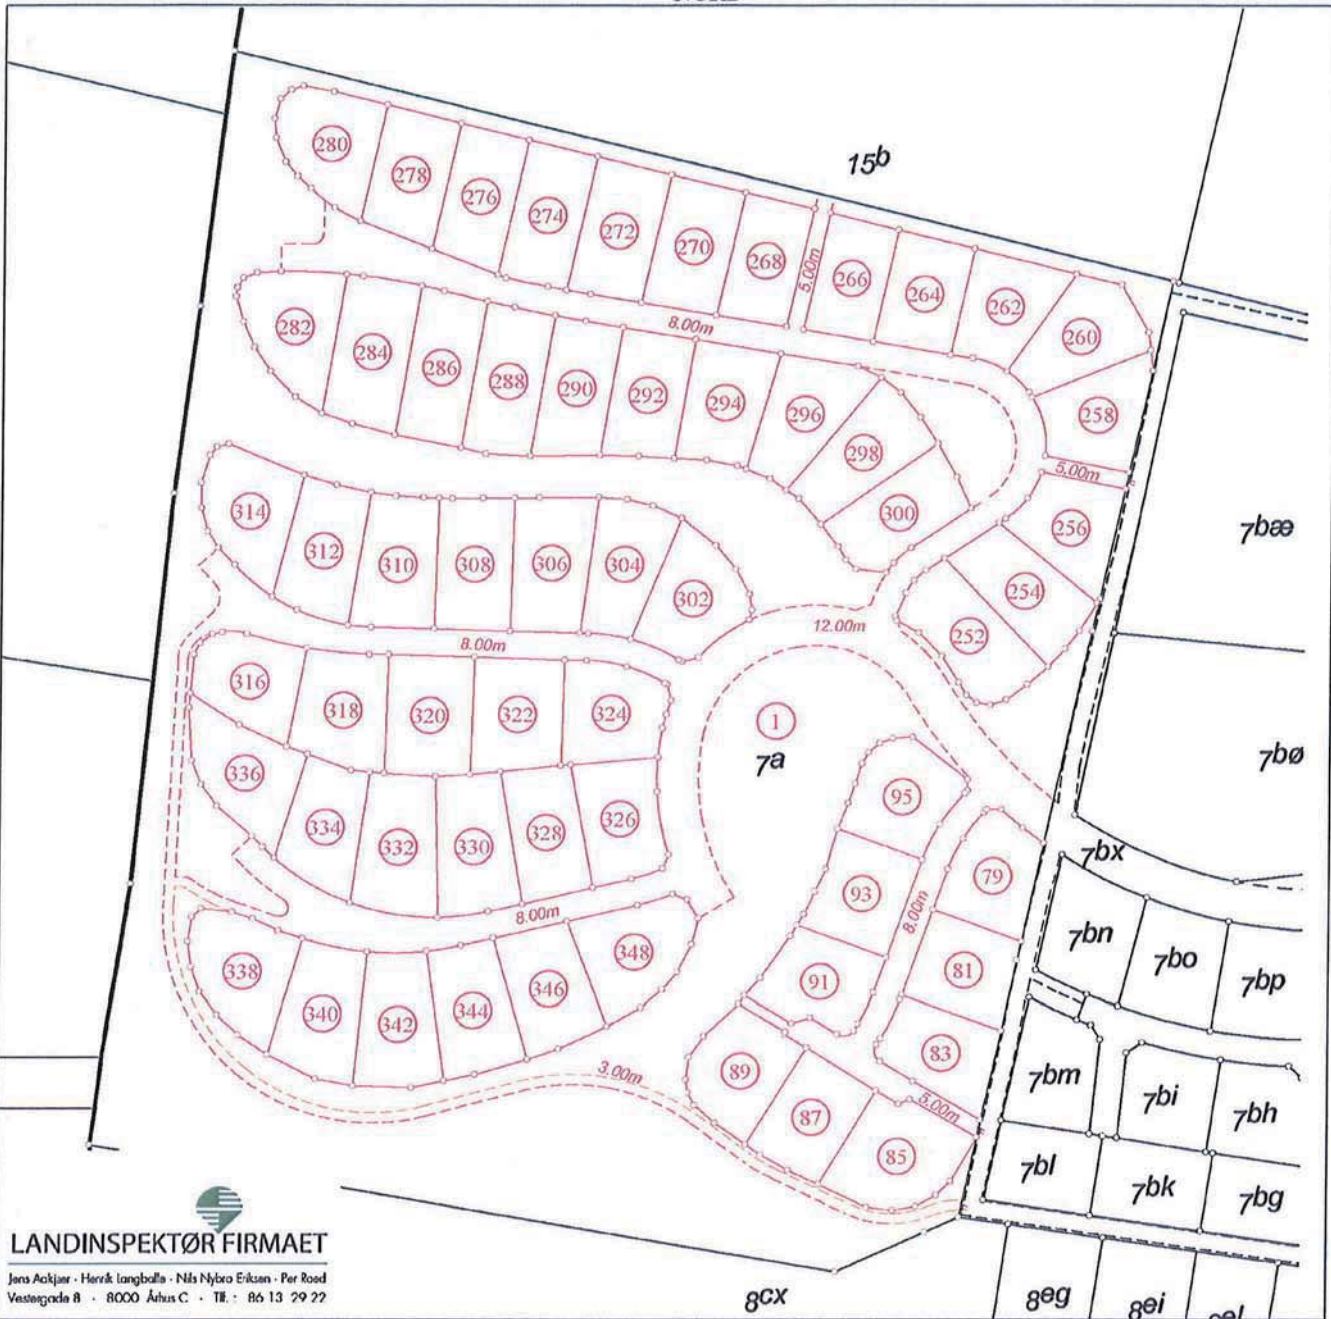 15b
280
278
276
274
272
270
268
5.00m
266
264
262
260
258
8.00m
282
284
286
288
290
292
294
296
298
300
5.00m
256
254
252
7bæ
314
312
310
308
306
304
302
12.00m
8.00m
316
318
320
322
324
1
7a
7bø
336
334
332
330
328
326
95
93
91
8.00m
79
81
83
7bx
7bn
7bo
7bp
8.00m
338
340
342
344
346
348
3.00m
89
87
85
5.00m
7bm
7bi
7bh
7bl
7bk
7bg
LANDINSPEKTØR FIRMAET
Jens Aakjær · Henrik Langballe · Nils Nybro Eriksen · Per Roed
Vestergade 8 · 8000 Århus C · Tlf. : 86 13 29 22
8cx
8eg
8ei